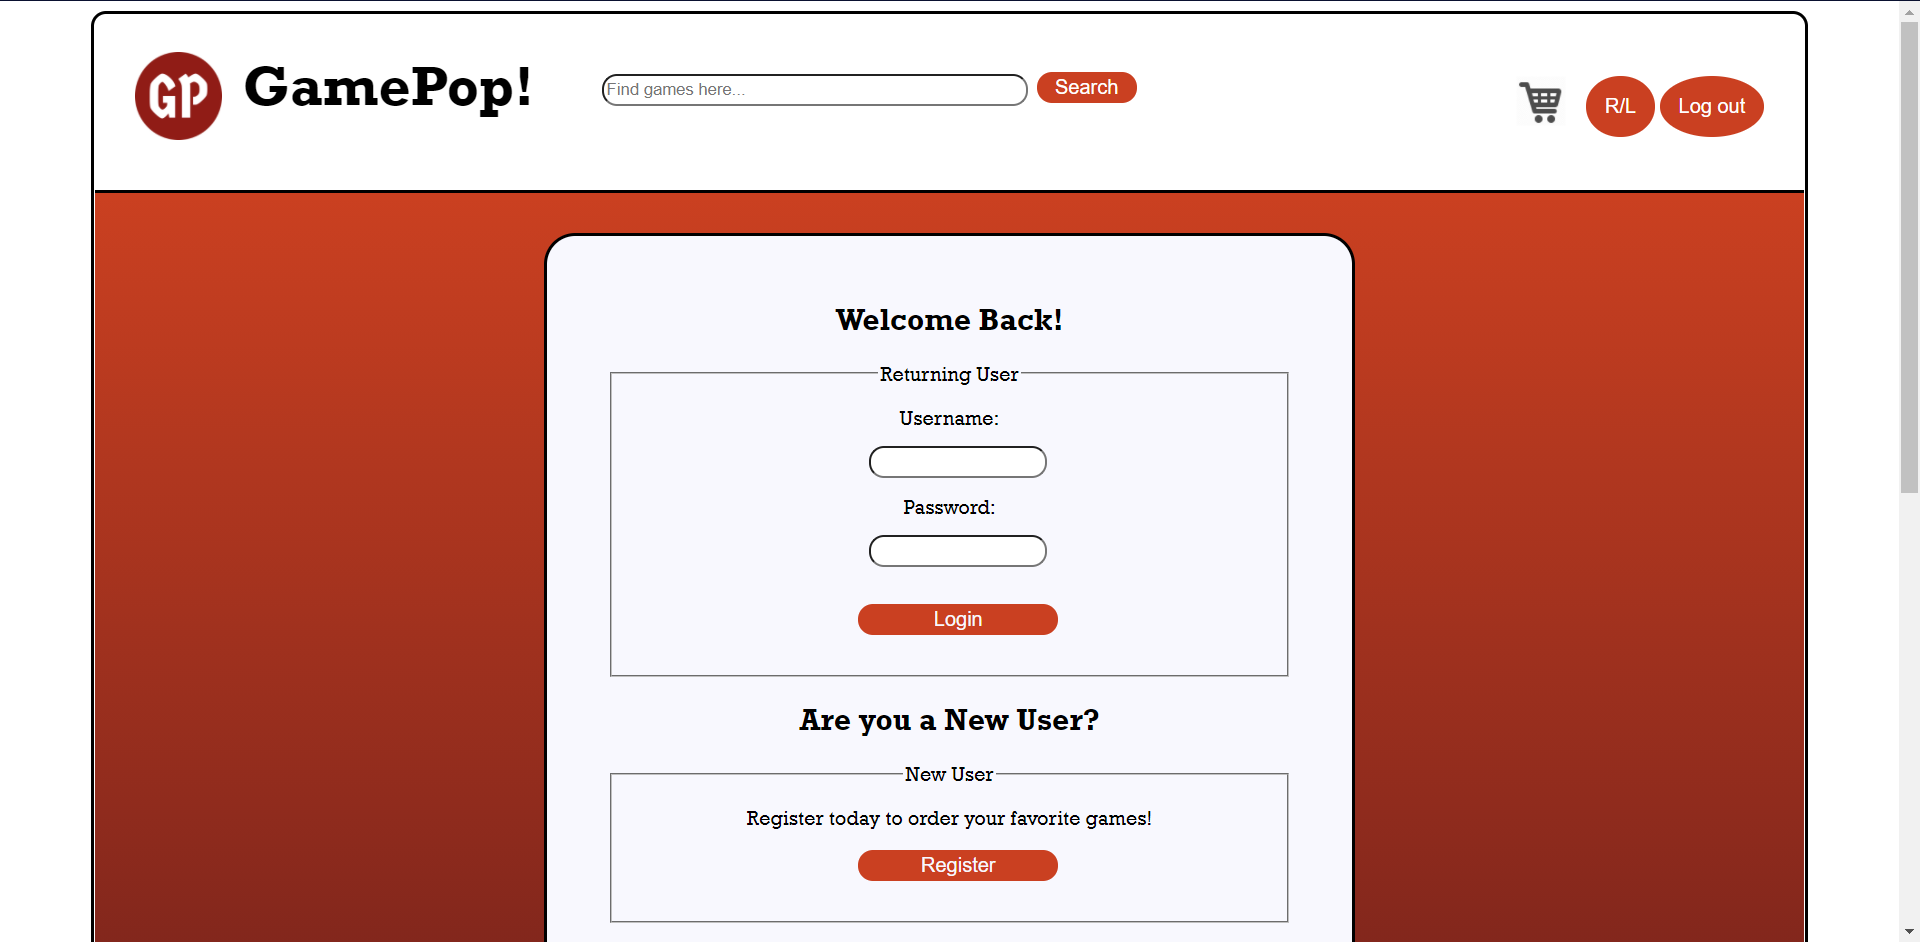 GP
GamePop!
Find games here...
Search
R/L
Log out
Welcome Back!
Returning User
Username:
Password:
Login
Are you a New User?
New User
Register today to order your favorite games!
Register